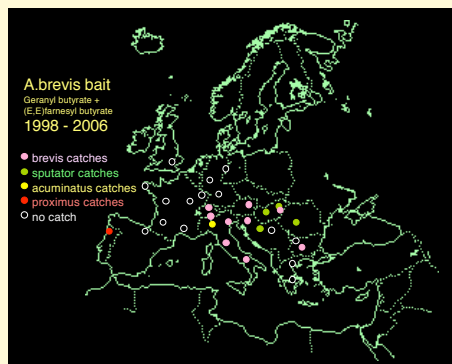 A.brevis bait
Geranyl butyrate +
(E,E)farnesyl butyrate
1998 - 2006
brevis catches
sputator catches
acuminatus catches
proximus catches
no catch